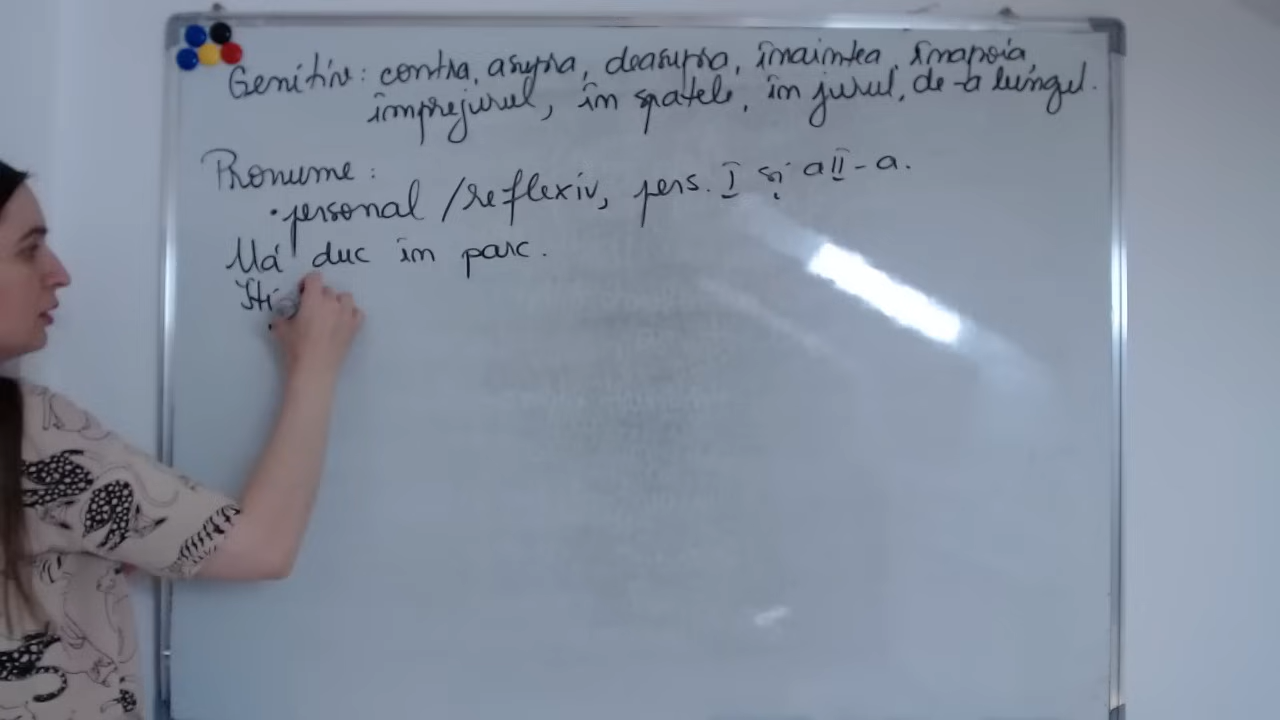 Genitiv: contra, asupra, deasupra, înaintea, înapoia,
împrejurul, în spatele, în jurul, de-a lungul.
Pronume:
• personal / reflexiv, pers. I și a II-a.
Mă duc în parc.
Iți